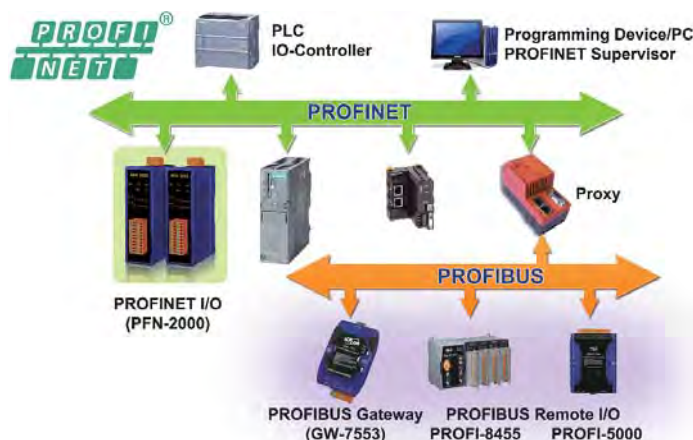 PROFI
NET®
PLC
IO-Controller
Programming Device/PC
PROFINET Supervisor
PROFINET
Proxy
PROFINET I/O
(PFN-2000)
PROFIBUS
PROFIBUS Gateway
(GW-7553)
PROFIBUS Remote I/O
PROFI-8455
PROFI-5000